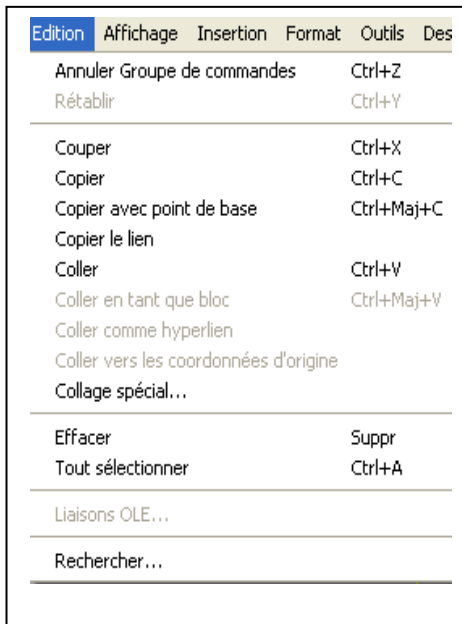 Edition Affichage Insertion Format Outils Des
Annuler Groupe de commandes Ctrl+Z
Rétablir Ctrl+Y
Couper Ctrl+X
Copier Ctrl+C
Copier avec point de base Ctrl+Maj+C
Copier le lien
Coller Ctrl+V
Coller en tant que bloc Ctrl+Maj+V
Coller comme hyperlien
Coller vers les coordonnées d'origine
Collage spécial...
Effacer Suppr
Tout sélectionner Ctrl+A
Liaisons OLE...
Rechercher...